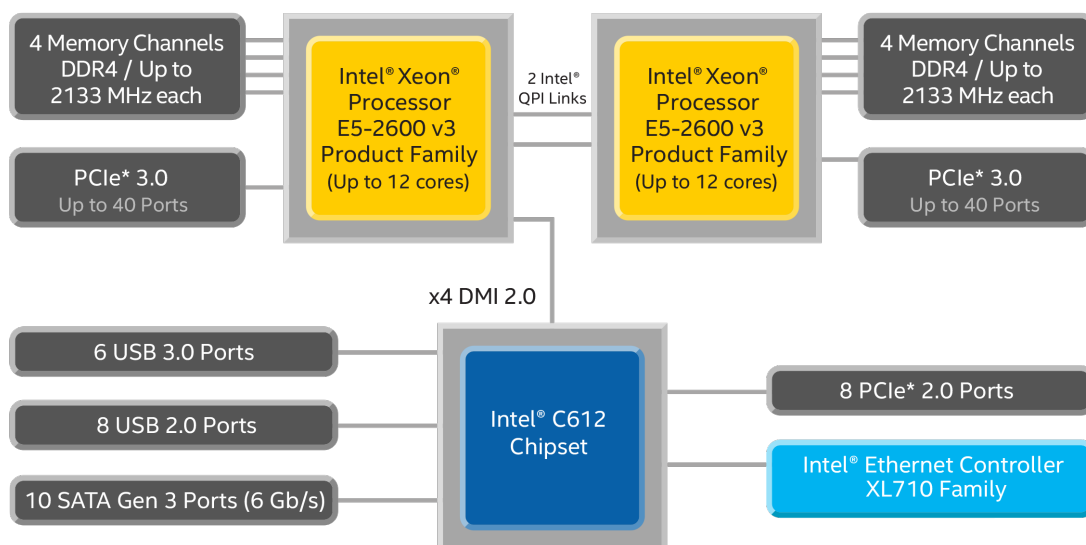 4 Memory Channels
DDR4 / Up to
2133 MHz each
Intel® Xeon®
Processor
E5-2600 v3
Product Family
(Up to 12 cores)
2 Intel®
QPI Links
Intel® Xeon®
Processor
E5-2600 v3
Product Family
(Up to 12 cores)
4 Memory Channels
DDR4 / Up to
2133 MHz each
PCIe* 3.0
Up to 40 Ports
PCIe* 3.0
Up to 40 Ports
x4 DMI 2.0
6 USB 3.0 Ports
8 USB 2.0 Ports
10 SATA Gen 3 Ports (6 Gb/s)
Intel® C612
Chipset
8 PCIe* 2.0 Ports
Intel® Ethernet Controller
XL710 Family